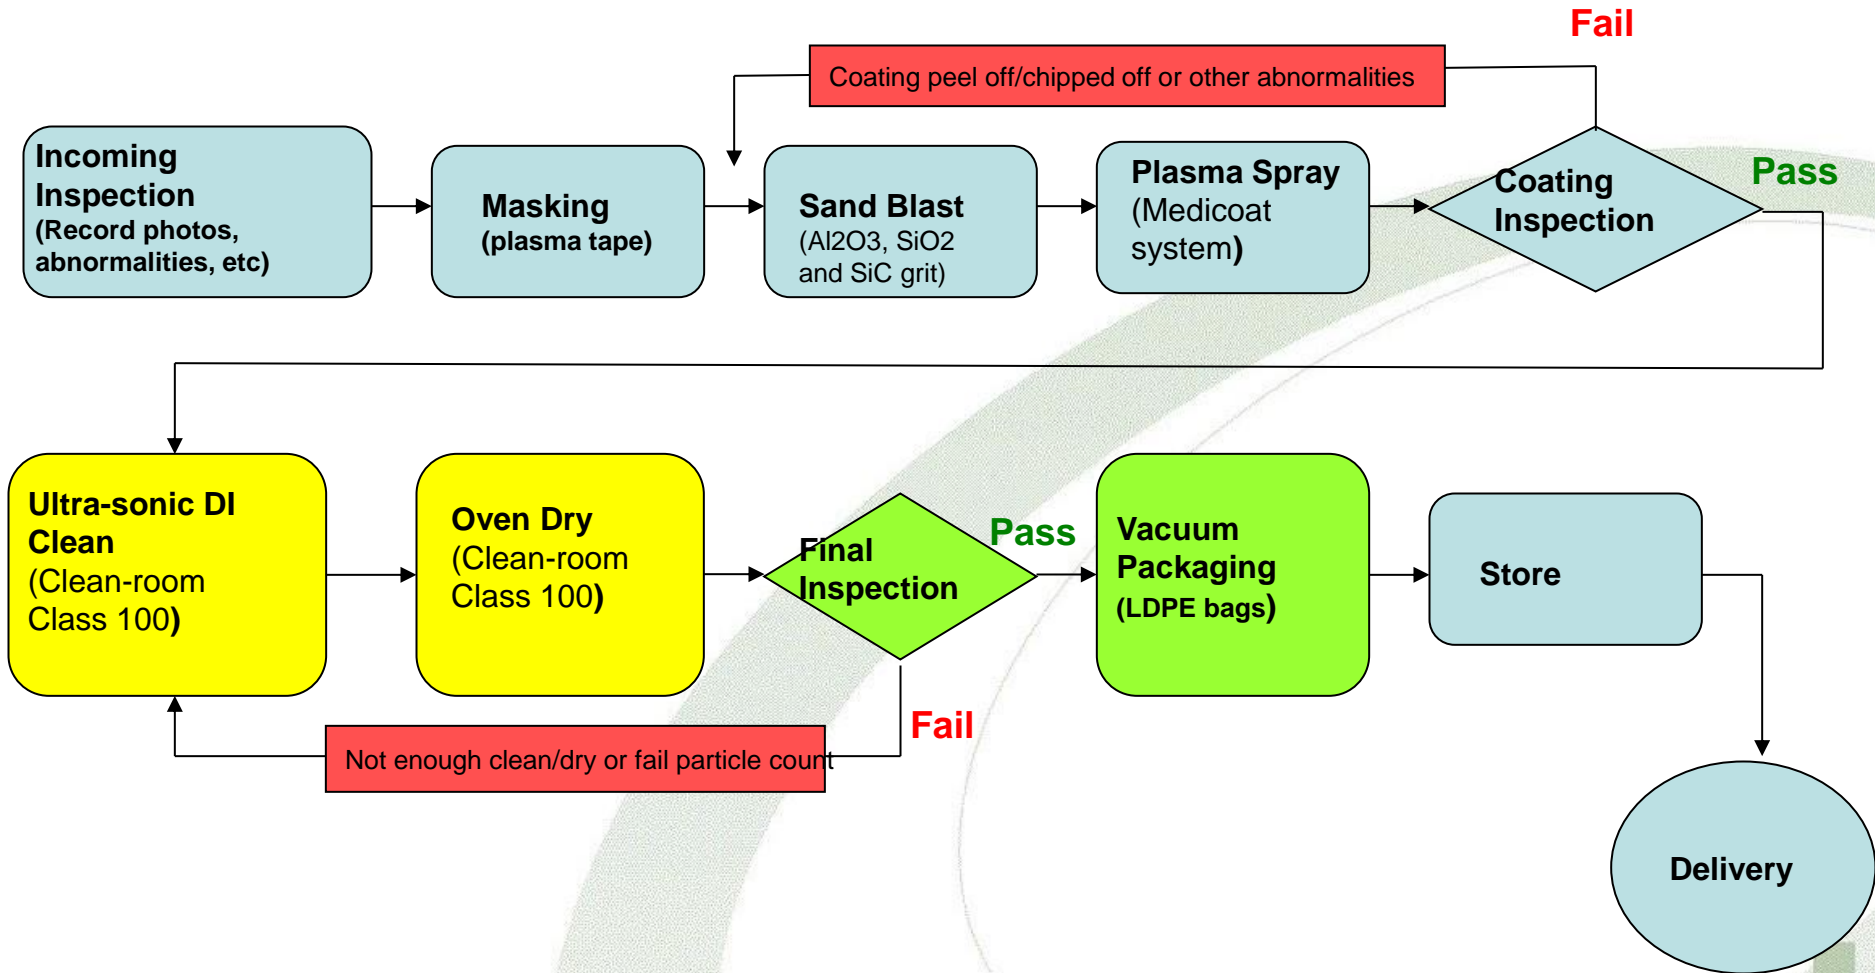 Fail
Coating peel off/chipped off or other abnormalities
Incoming
Inspection
(Record photos,
abnormalities, etc)
Masking
(plasma tape)
Sand Blast
(Al2O3, SiO2
and SiC grit)
Plasma Spray
(Medicoat
system)
Coating
Inspection
Pass
Ultra-sonic DI
Clean
(Clean-room
Class 100)
Oven Dry
(Clean-room
Class 100)
Final
Inspection
Pass
Vacuum
Packaging
(LDPE bags)
Store
Fail
Not enough clean/dry or fail particle count
Delivery